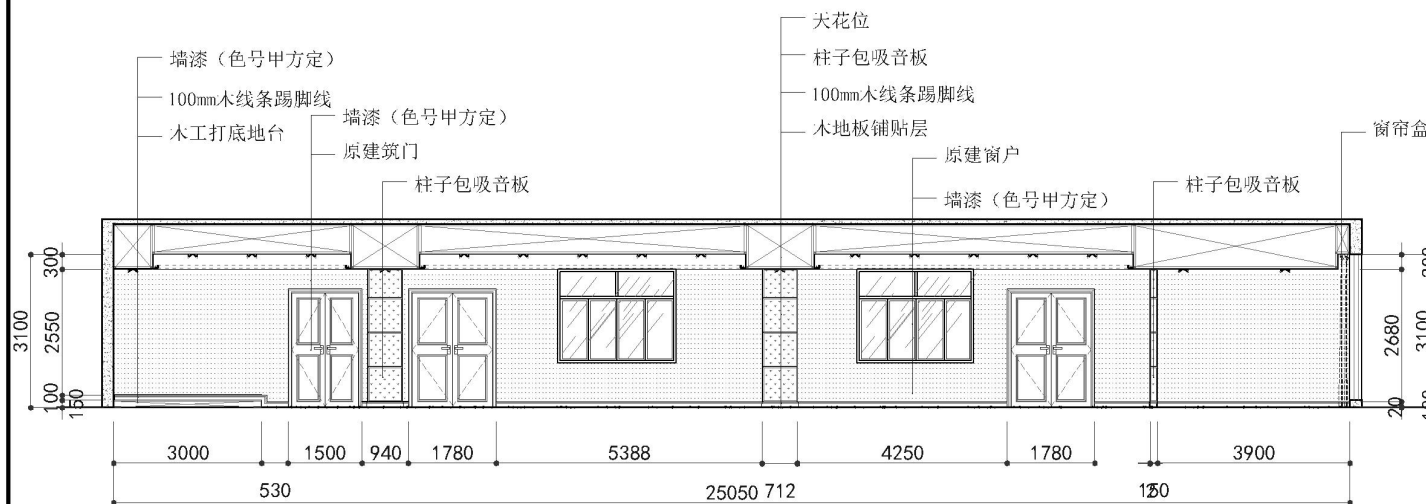 天花位
柱子包吸音板
100mm木线条踢脚线
木地板铺贴层
墙漆（色号甲方定）
100mm木线条踢脚线
木工打底地台
墙漆（色号甲方定）
原建筑门
柱子包吸音板
原建窗户
墙漆（色号甲方定）
柱子包吸音板
窗帘盒
3100
300
2550
100
150
2680
3100
20
3000
1500
940
1780
5388
4250
1780
3900
530
25050
712